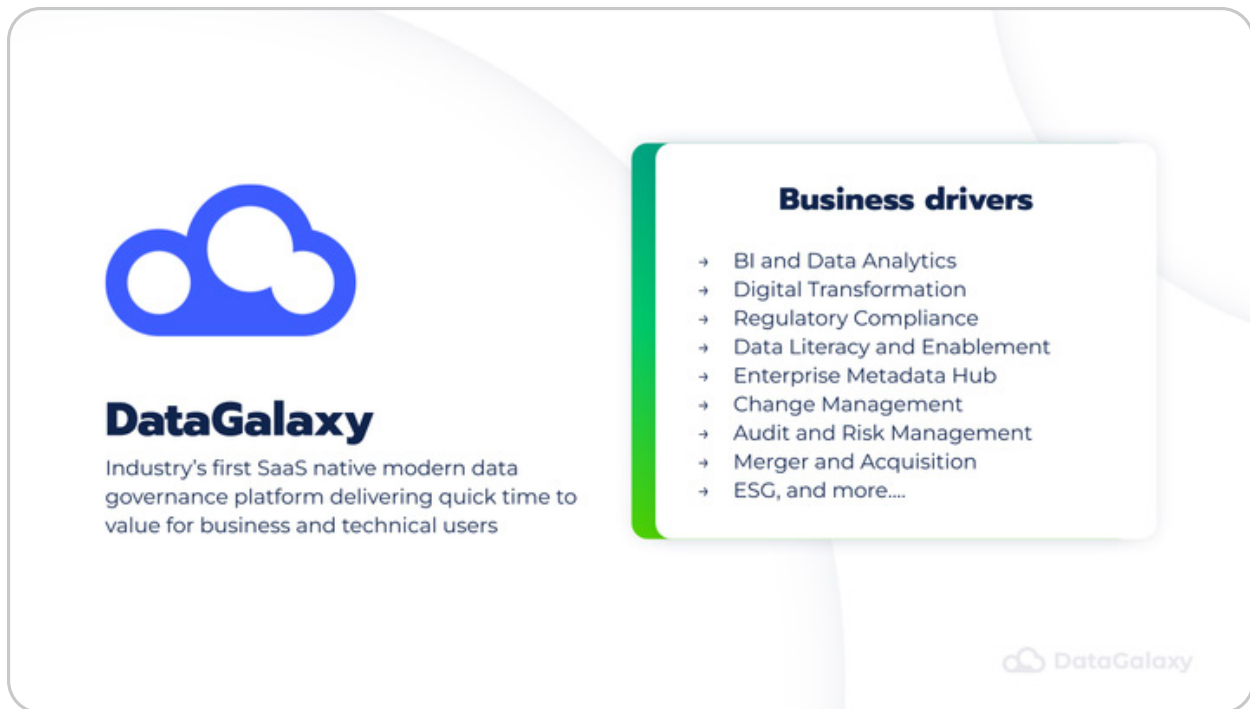 DataGalaxy
Industry’s first SaaS native modern data
governance platform delivering quick time to
value for business and technical users
Business drivers
→ BI and Data Analytics
→ Digital Transformation
→ Regulatory Compliance
→ Data Literacy and Enablement
→ Enterprise Metadata Hub
→ Change Management
→ Audit and Risk Management
→ Merger and Acquisition
→ ESG, and more....
DataGalaxy